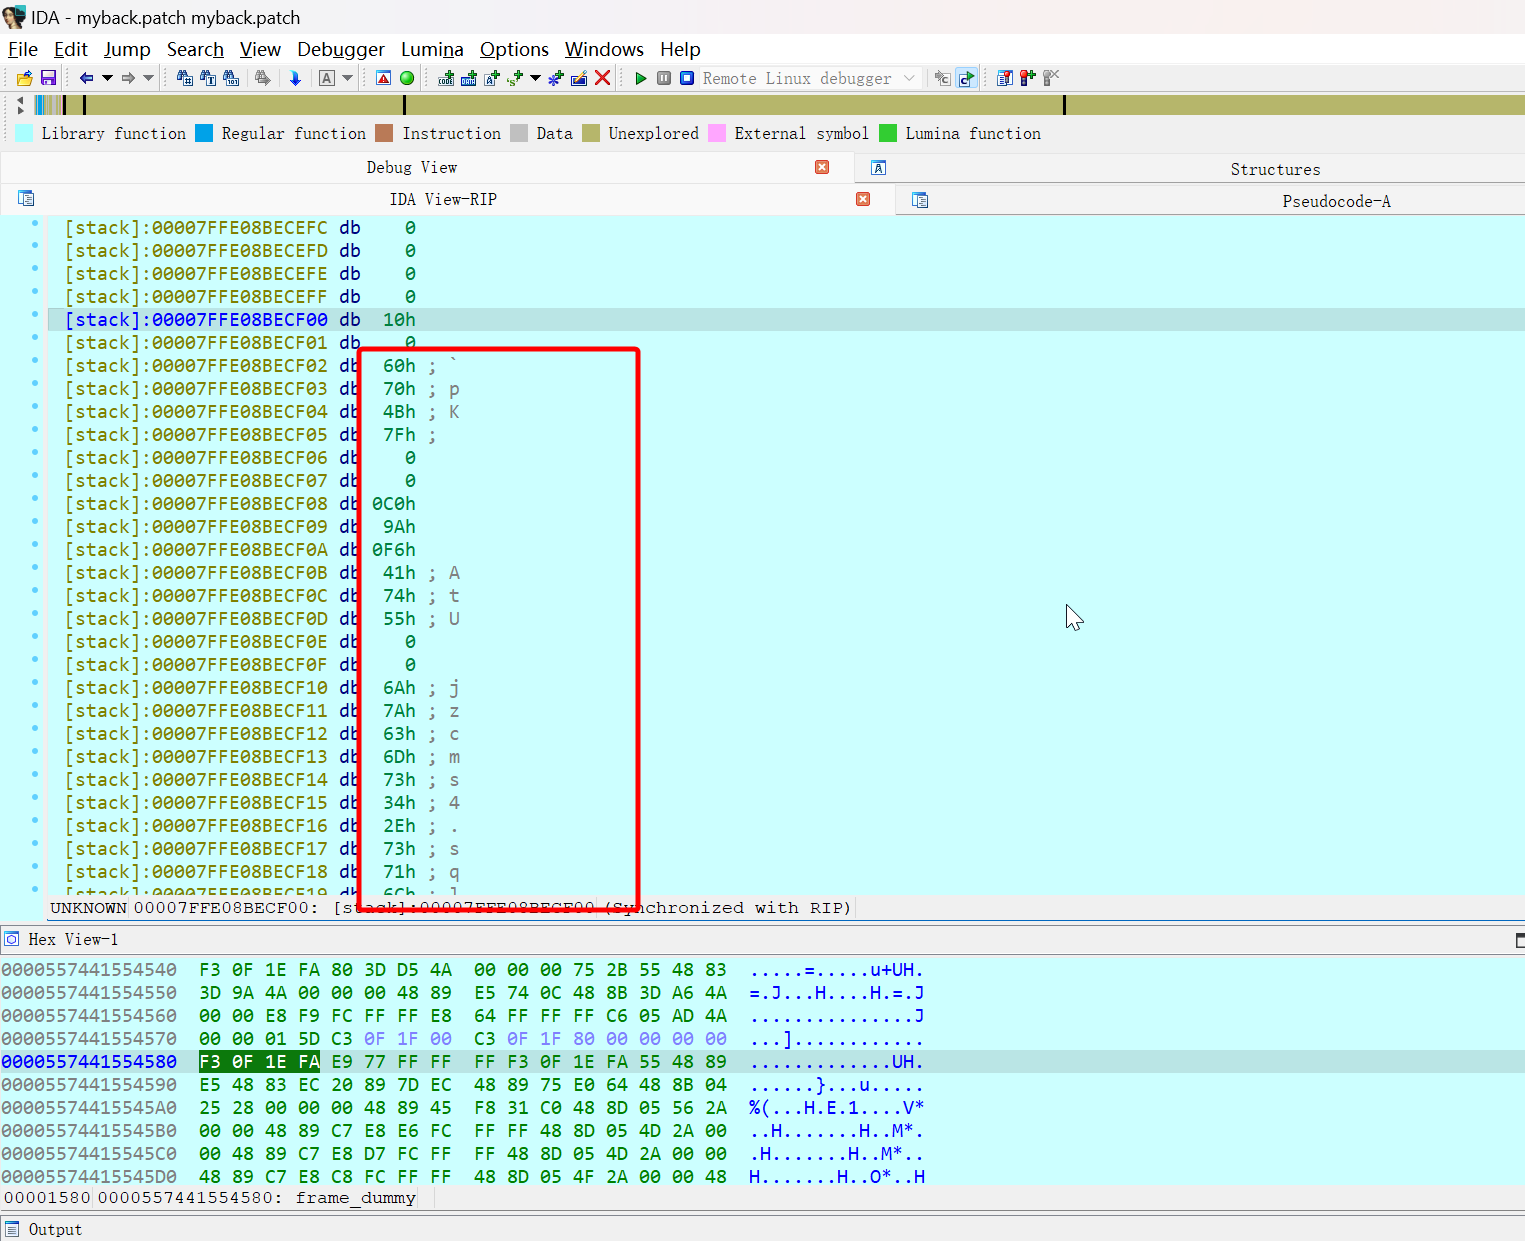 IDA - myback.patch myback.patch
File Edit Jump Search View Debugger Lumina Options Windows Help
Remote Linux debugger
Library function Regular function Instruction Data Unexplored External symbol Lumina function
Debug View Structures
IDA View-RIP Pseudocode-A
[stack]:00007FFE08BECEFC db 0
[stack]:00007FFE08BECEFD db 0
[stack]:00007FFE08BECEFE db 0
[stack]:00007FFE08BECEFF db 0
[stack]:00007FFE08BECF00 db 10h
[stack]:00007FFE08BECF01 db 0
[stack]:00007FFE08BECF02 db 60h ; `
[stack]:00007FFE08BECF03 db 70h ; p
[stack]:00007FFE08BECF04 db 4Bh ; K
[stack]:00007FFE08BECF05 db 7Fh ;
[stack]:00007FFE08BECF06 db 0
[stack]:00007FFE08BECF07 db 0
[stack]:00007FFE08BECF08 db 0C0h
[stack]:00007FFE08BECF09 db 9Ah
[stack]:00007FFE08BECF0A db 0F6h
[stack]:00007FFE08BECF0B db 41h ; A
[stack]:00007FFE08BECF0C db 74h ; t
[stack]:00007FFE08BECF0D db 55h ; U
[stack]:00007FFE08BECF0E db 0
[stack]:00007FFE08BECF0F db 0
[stack]:00007FFE08BECF10 db 6Ah ; j
[stack]:00007FFE08BECF11 db 7Ah ; z
[stack]:00007FFE08BECF12 db 63h ; c
[stack]:00007FFE08BECF13 db 6Dh ; m
[stack]:00007FFE08BECF14 db 73h ; s
[stack]:00007FFE08BECF15 db 34h ; 4
[stack]:00007FFE08BECF16 db 2Eh ; .
[stack]:00007FFE08BECF17 db 73h ; s
[stack]:00007FFE08BECF18 db 71h ; q
[stack]:00007FFE08BECF19 db 6Ch ; l
UNKNOWN 00007FFE08BECF00: [stack]:00007FFE08BECF00 (Synchronized with RIP)
Hex View-1
0000557441554540 F3 0F 1E FA 80 3D D5 4A 00 00 00 75 2B 55 48 83 .....=.....u+UH.
0000557441554550 3D 9A 4A 00 00 00 48 89 E5 74 0C 48 8B 3D A6 4A =.J...H....H.=.J
0000557441554560 00 00 E8 F9 FC FF FF E8 64 FF FF FF C6 05 AD 4A ...............J
0000557441554570 00 00 01 5D C3 0F 1F 00 C3 0F 1F 80 00 00 00 00 ...]............
0000557441554580 F3 0F 1E FA E9 77 FF FF FF F3 0F 1E FA 55 48 89 .............UH.
0000557441554590 E5 48 83 EC 20 89 7D EC 48 89 75 E0 64 48 8B 04 ......}...u.....
00005574415545A0 25 28 00 00 00 48 89 45 F8 31 C0 48 8D 05 56 2A %(...H.E.1....V*
00005574415545B0 00 00 48 89 C7 E8 E6 FC FF FF 48 8D 05 4D 2A 00 ..H.......H..M*.
00005574415545C0 00 48 89 C7 E8 D7 FC FF FF 48 8D 05 4D 2A 00 00 .H.......H..M*..
00005574415545D0 48 89 C7 E8 C8 FC FF FF 48 8D 05 4F 2A 00 00 48 H.......H..O*..H
00001580 0000557441554580: frame_dummy
Output